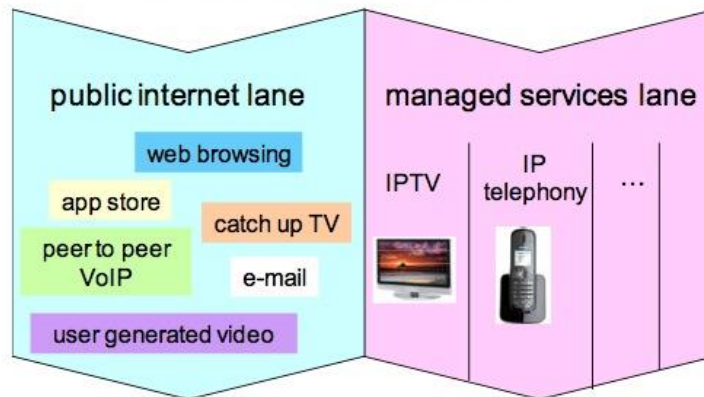 public internet lane
web browsing
app store
catch up TV
peer to peer
VoIP
e-mail
user generated video
managed services lane
IPTV
IP
telephony
...